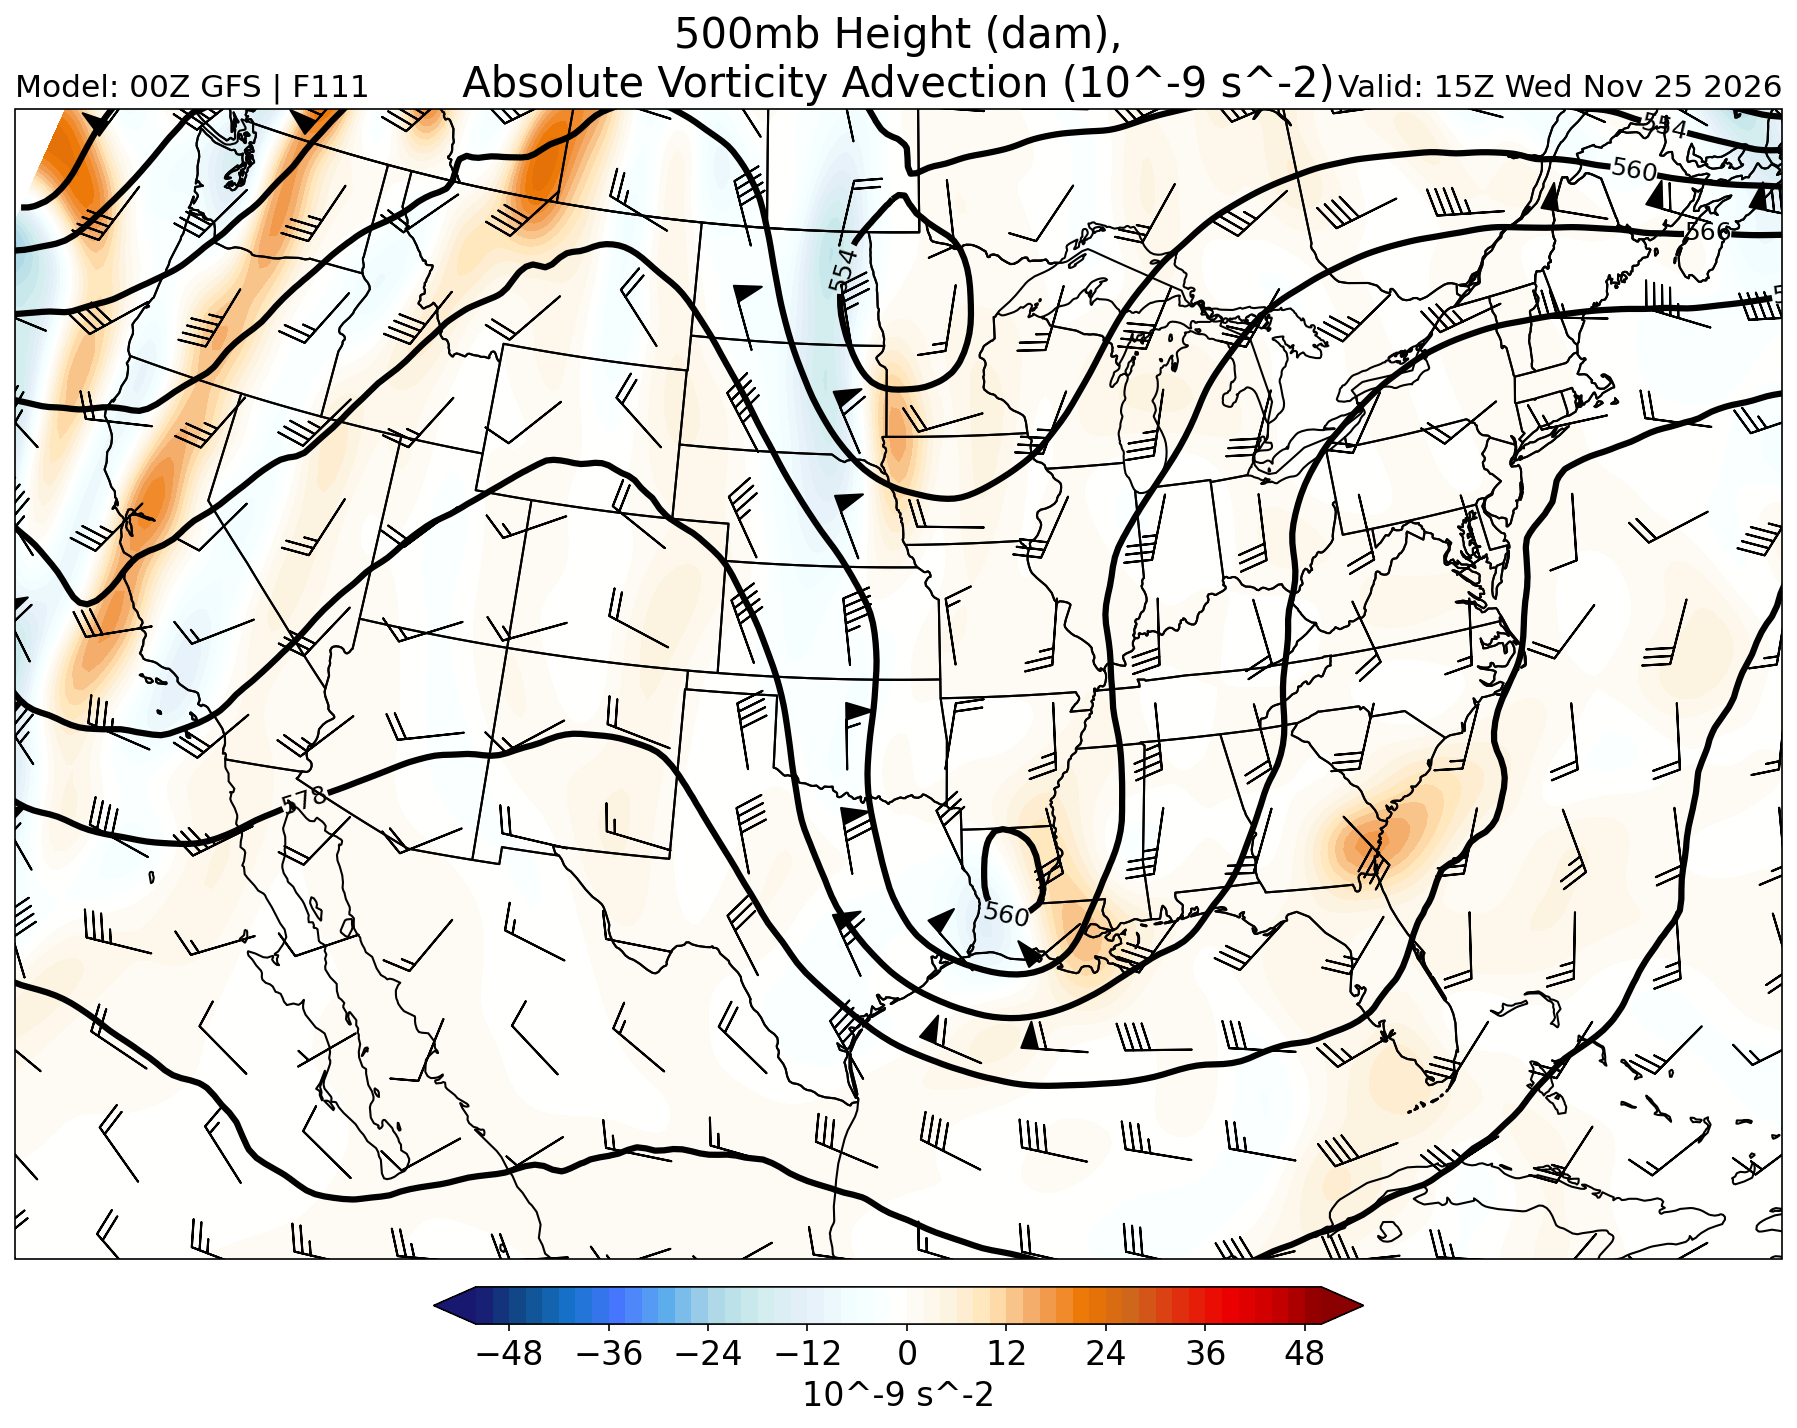 500mb Height (dam),
Absolute Vorticity Advection (10^-9 s^-2)
Model: 00Z GFS | F111
Valid: 15Z Wed Nov 25 2026
554
560
566
554
578
560
−48 −36 −24 −12 0 12 24 36 48
10^-9 s^-2